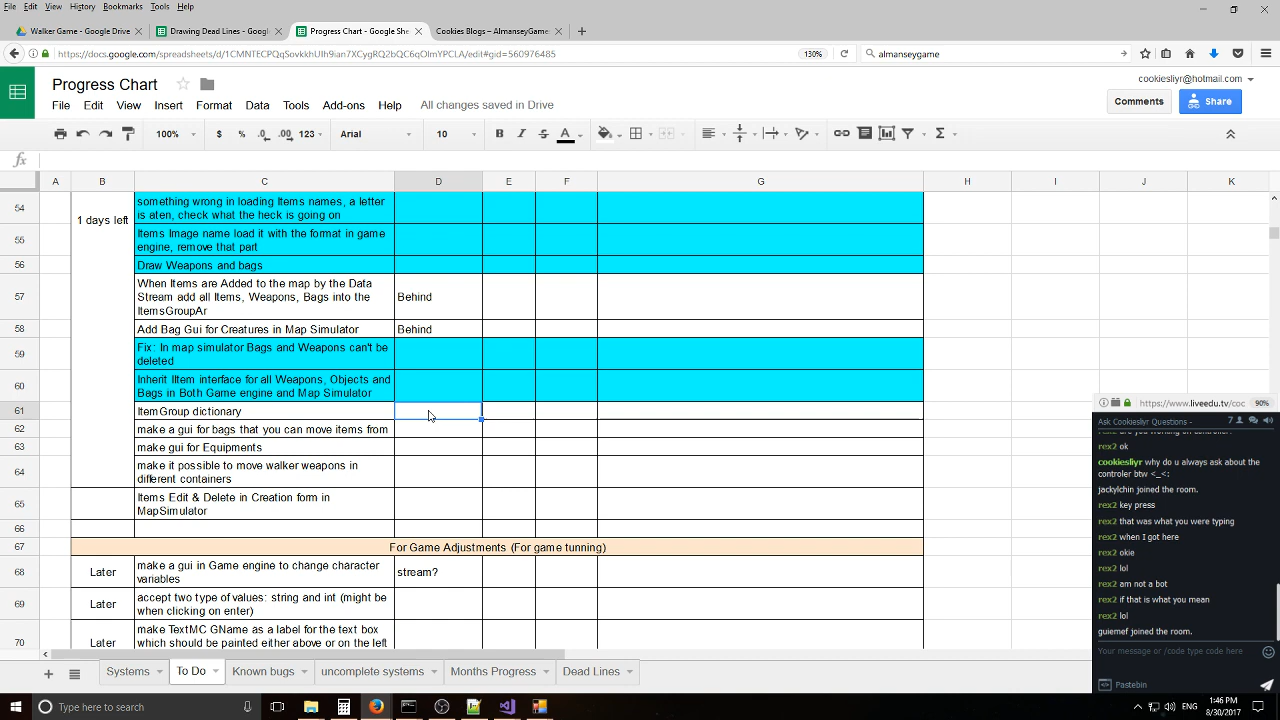 File Edit View History Bookmarks Tools Help
Walker Game - Google Drive
Drawing Dead Lines - Goog
Progress Chart - Google She
Cookies Blogs – AlmanseyGam
https://docs.google.com/spreadsheets/d/1CMNTECPQqSovkkhUIh9ian7XCygRQ2bQC6qOlmYPCLA/edit#gid=560976485
130%
almanseygame
Progress Chart
cookiesliyr@hotmail.com
File Edit View Insert Format Data Tools Add-ons Help All changes saved in Drive
Comments
Share
100% $ % .0 .00 123 Arial 10 B I S A
fx
A B C D E F G H I J K
54 something wrong in loading Items names, a letter
is aten, check what the heck is going on
1 days left
55 Items Image name load it with the format in game
engine, remove that part
56 Draw Weapons and bags
57 When Items are Added to the map by the Data
Stream add all Items, Weapons, Bags into the
ItemsGroupAr
Behind
58 Add Bag Gui for Creatures in Map Simulator Behind
59 Fix: In map simulator Bags and Weapons can't be
deleted
60 Inherit IItem interface for all Weapons, Objects and
Bags in Both Game engine and Map Simulator
61 ItemGroup dictionary
62 make a gui for bags that you can move items from
63 make gui for Equipments
64 make it possible to move walker weapons in
different containers
65 Items Edit & Delete in Creation form in
MapSimulator
66
67 For Game Adjustments (For game tunning)
68 Later make a gui in Game engine to change character
variables
stream?
69 Later accept two type of values: string and int (might be
when clicking on enter)
70 Later make TextMC GName as a label for the text box
which should be painted either above or on the left
Systems To Do Known bugs uncomplete systems Months Progress Dead Lines
https://www.liveedu.tv/coc 90%
Ask Cookiesliyr Questions - 7
rex2 are you working on controller?
rex2 ok
cookiesliyr why do u always ask about the
controler btw <_<:
jackylchin joined the room.
rex2 key press
rex2 that was what you were typing
rex2 when I got here
rex2 okie
rex2 lol
rex2 am not a bot
rex2 if that is what you mean
rex2 lol
guiemef joined the room.
Your message or /code type code here
Pastebin
Type here to search
ENG
1:46 PM
8/30/2017